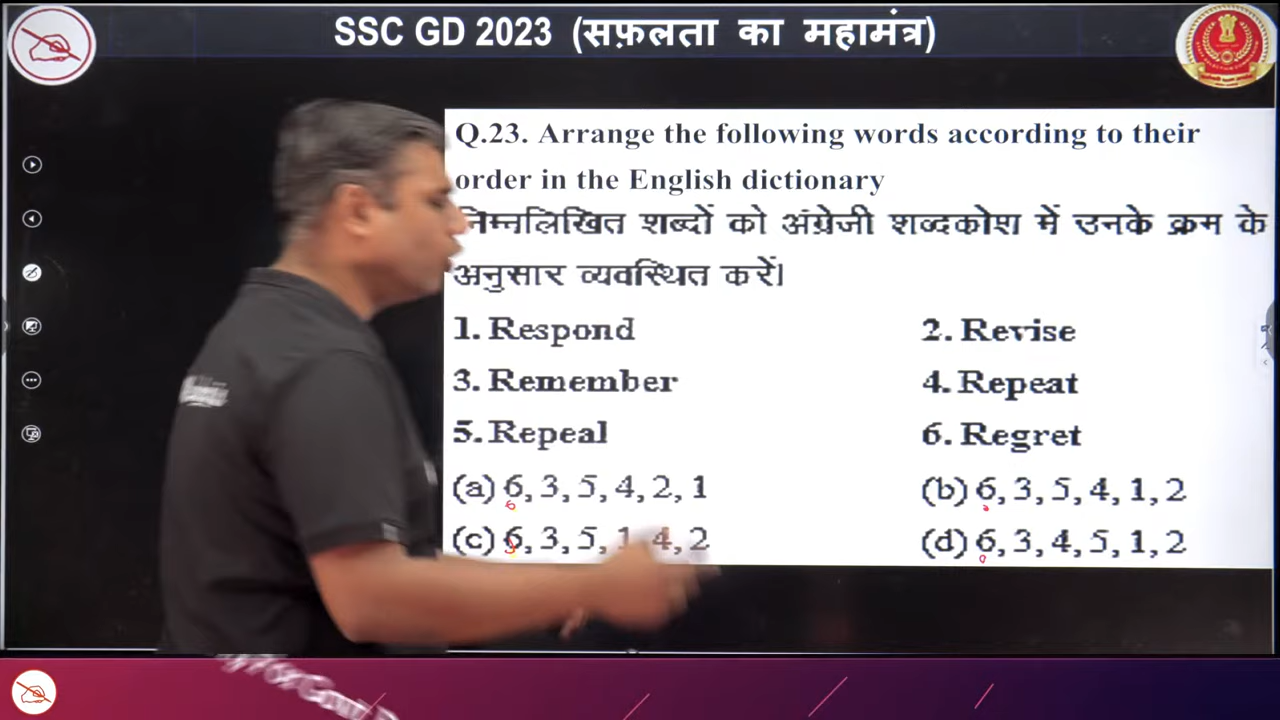 SSC GD 2023 (सफ़लता का महामंत्र)
Q.23. Arrange the following words according to their
order in the English dictionary
निम्नलिखित शब्दों को अंग्रेजी शब्दकोश में उनके क्रम के
अनुसार व्यवस्थित करें।
1. Respond 2. Revise
3. Remember 4. Repeat
5. Repeal 6. Regret
(a) 6, 3, 5, 4, 2, 1 (b) 6, 3, 5, 4, 1, 2
(c) 6, 3, 5, 1, 4, 2 (d) 6, 3, 4, 5, 1, 2